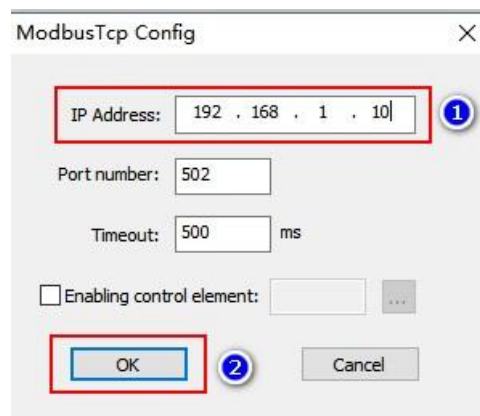 ModbusTcp Config
IP Address: 192 . 168 . 1 . 10 1
Port number: 502
Timeout: 500 ms
Enabling control element: ...
OK 2 Cancel